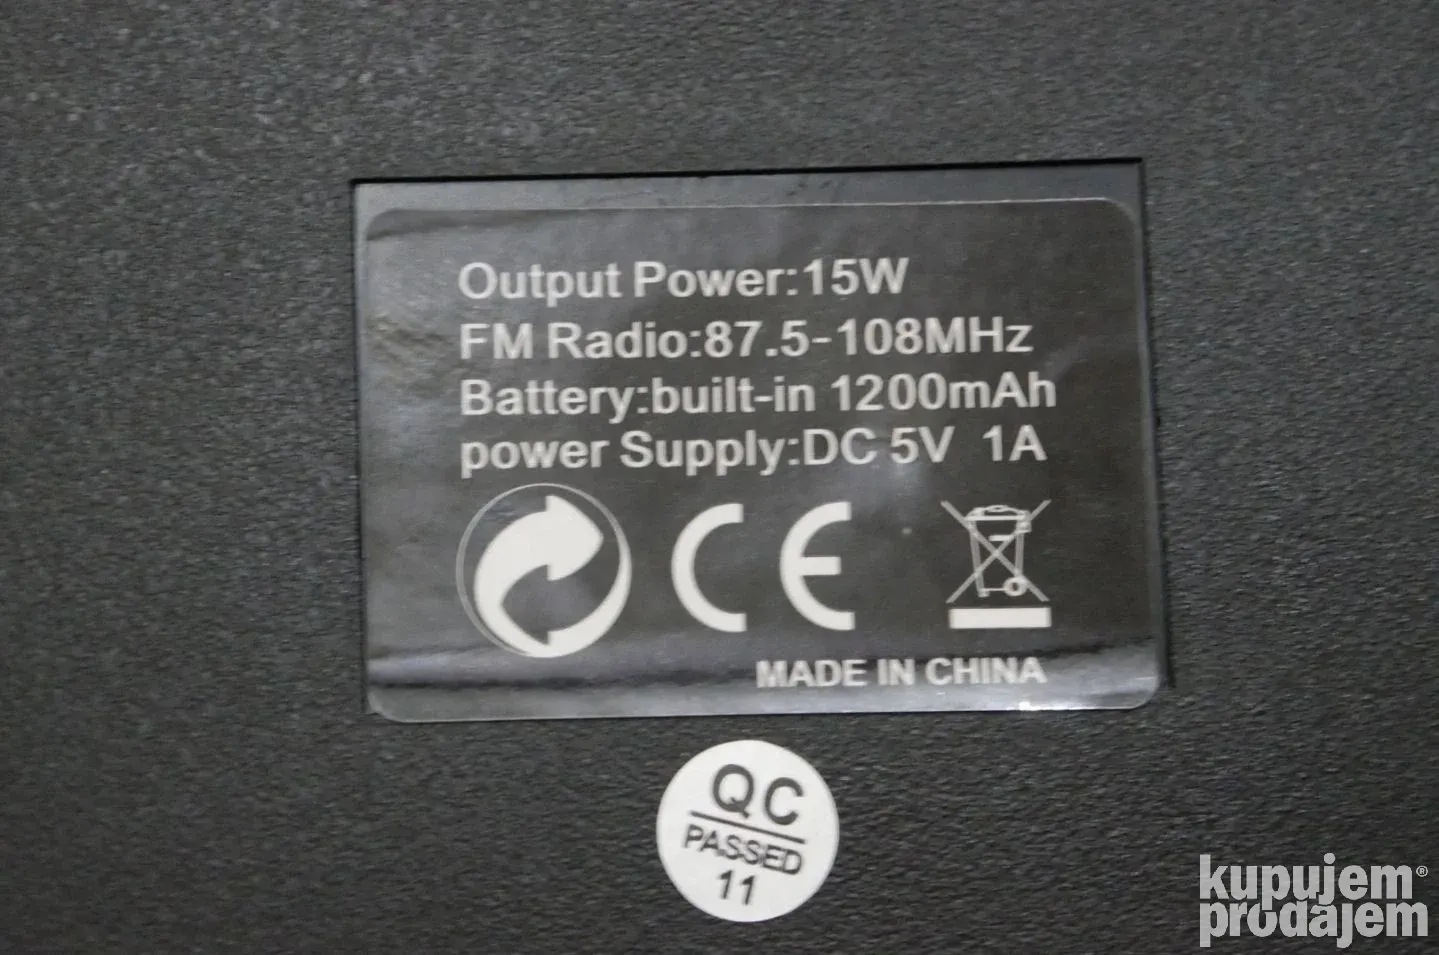 Output Power:15W
FM Radio:87.5-108MHz
Battery:built-in 1200mAh
power Supply:DC 5V 1A
CE
MADE IN CHINA
QC
PASSED
11
kupujem®
prodajem